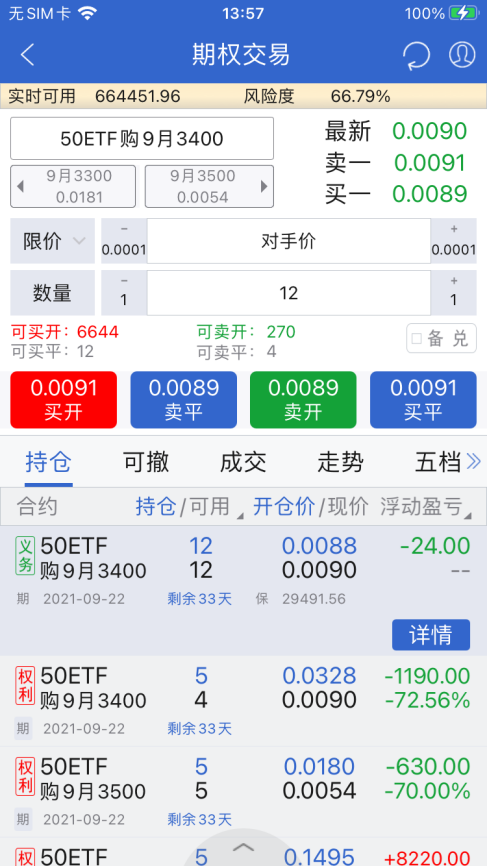 无SIM卡 13:57 100%
期权交易
实时可用 664451.96 风险度 66.79%
50ETF购9月3400
最新 0.0090
9月3300 0.0181
9月3500 0.0054
卖一 0.0091
买一 0.0089
限价 - 0.0001 对手价 + 0.0001
数量 - 1 12 + 1
可买开: 6644 可卖开: 270
可买平: 12 可卖平: 4
备兑
0.0091 0.0089 0.0089 0.0091
买开 卖平 卖开 买平
持仓 可撤 成交 走势 五档
合约 持仓/可用 开仓价/现价 浮动盈亏
义务 50ETF 12 0.0088 -24.00
购9月3400 12 0.0090 --
期 2021-09-22 剩余33天 保 29491.56
详情
权利 50ETF 5 0.0328 -1190.00
购9月3400 4 0.0090 -72.56%
期 2021-09-22 剩余33天
权利 50ETF 5 0.0180 -630.00
购9月3500 5 0.0054 -70.00%
期 2021-09-22 剩余33天
权 50ETF 5 0.1495 +8220.00